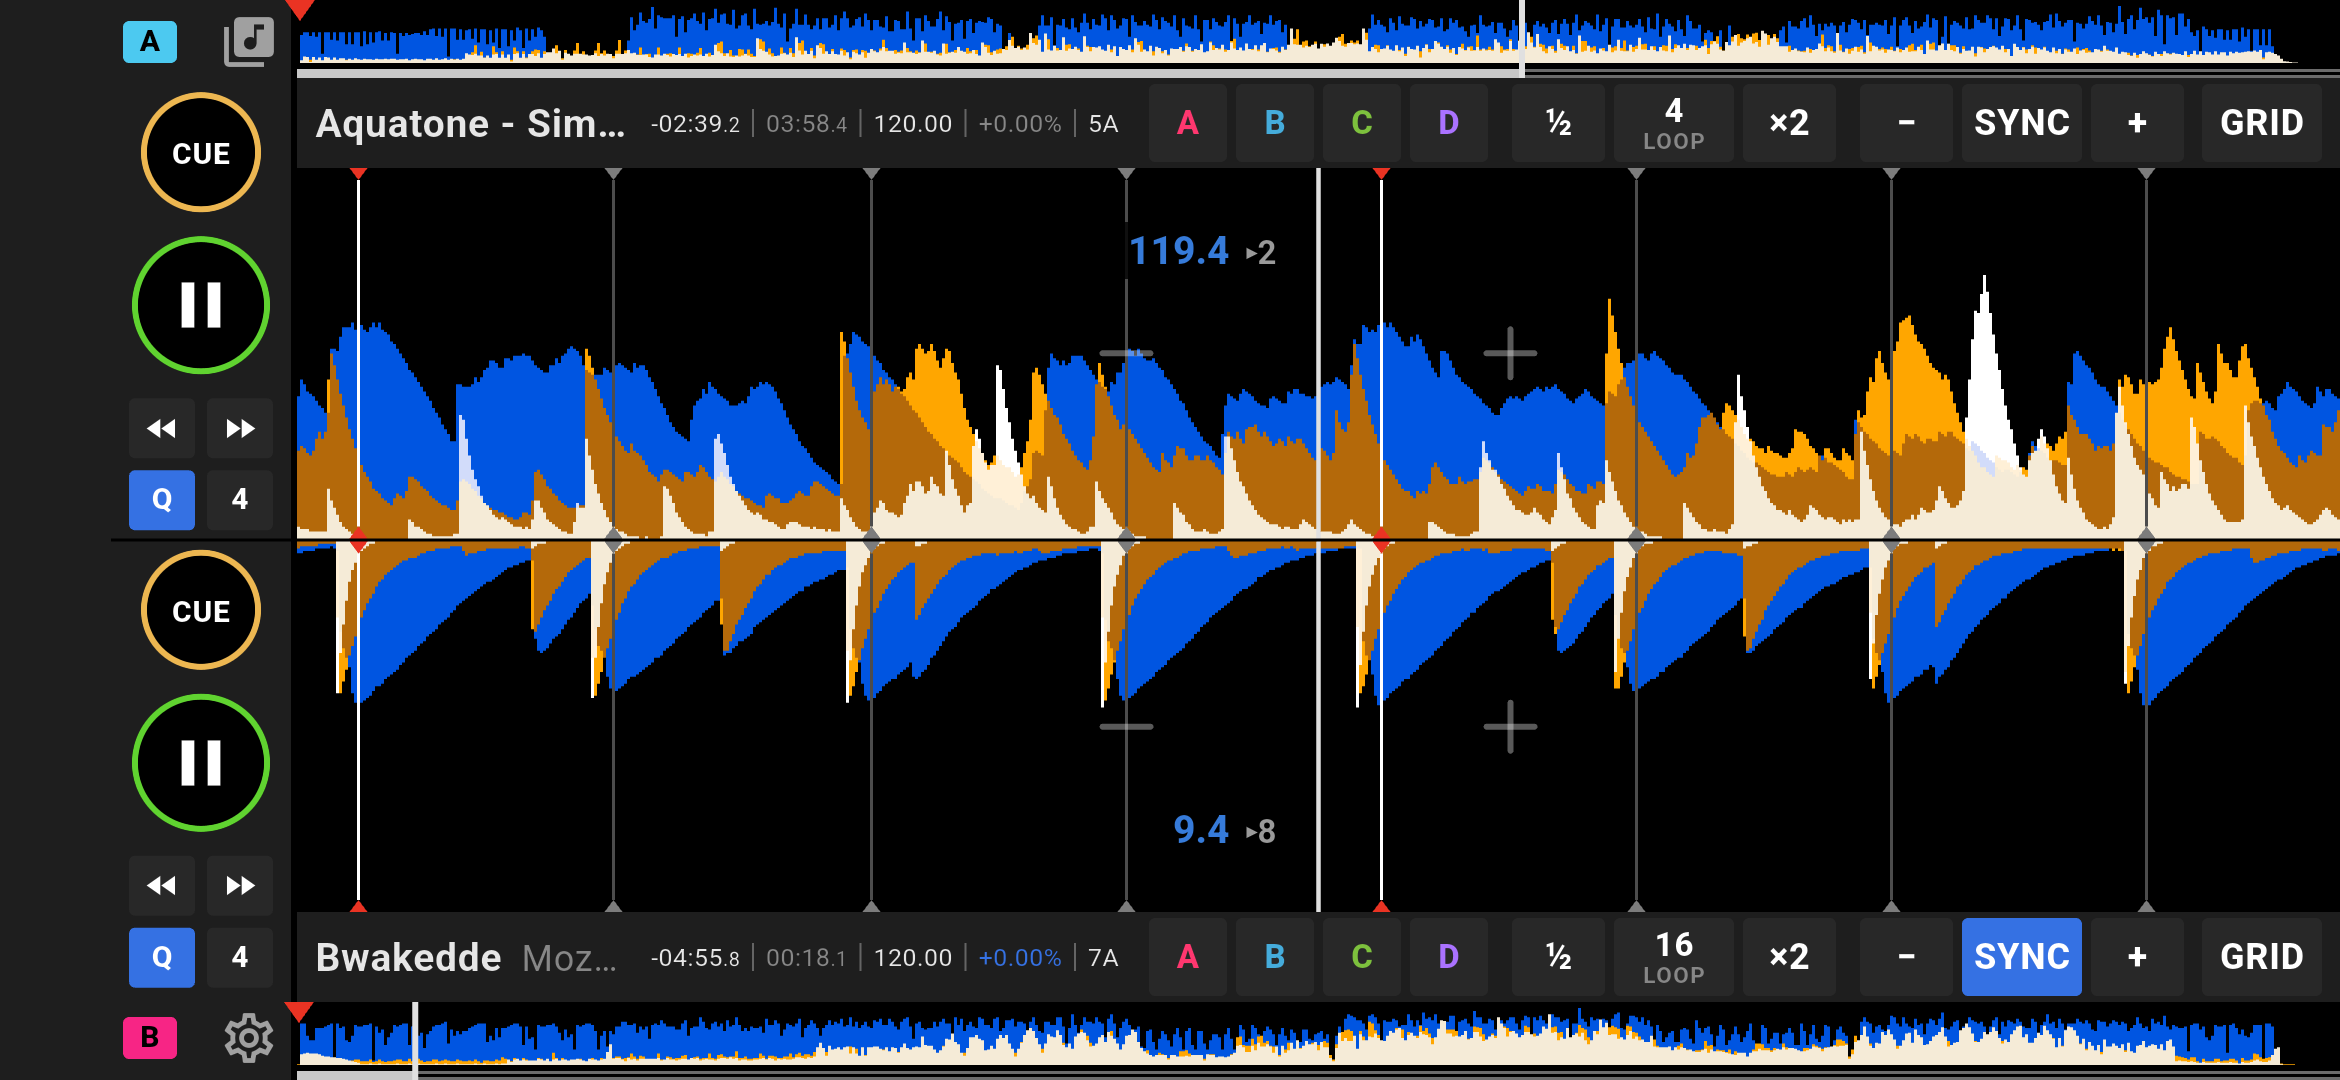 A
Aquatone - Sim... -02:39.2 03:58.4 120.00 +0.00% 5A A B C D ½ 4 LOOP ×2 − SYNC + GRID
CUE
119.4 ▸2
Q 4
CUE
9.4 ▸8
Q 4
Bwakedde Moz... -04:55.8 00:18.1 120.00 +0.00% 7A A B C D ½ 16 LOOP ×2 − SYNC + GRID
B